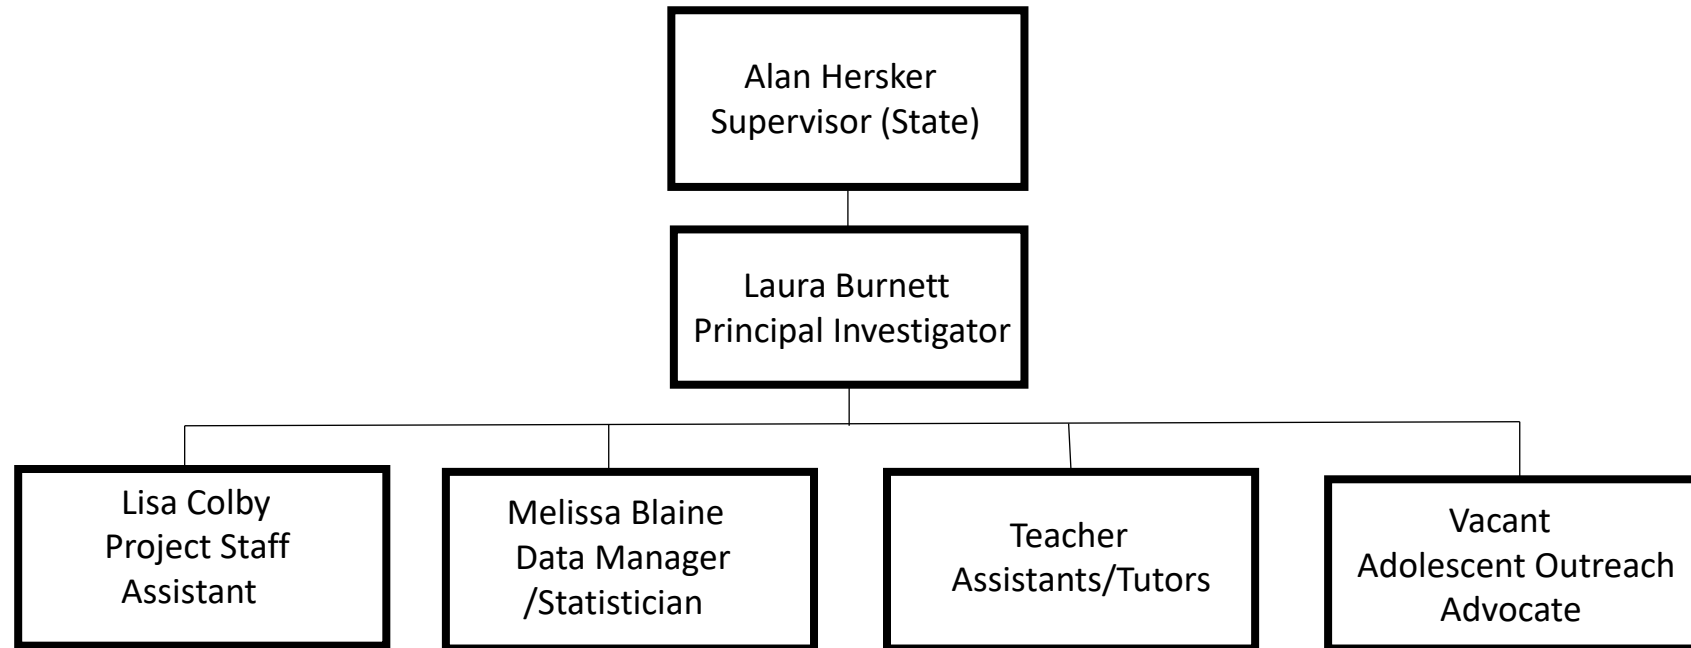 Alan Hersker
Supervisor (State)
Laura Burnett
Principal Investigator
Lisa Colby
Project Staff
Assistant
Melissa Blaine
Data Manager
/Statistician
Teacher
Assistants/Tutors
Vacant
Adolescent Outreach
Advocate